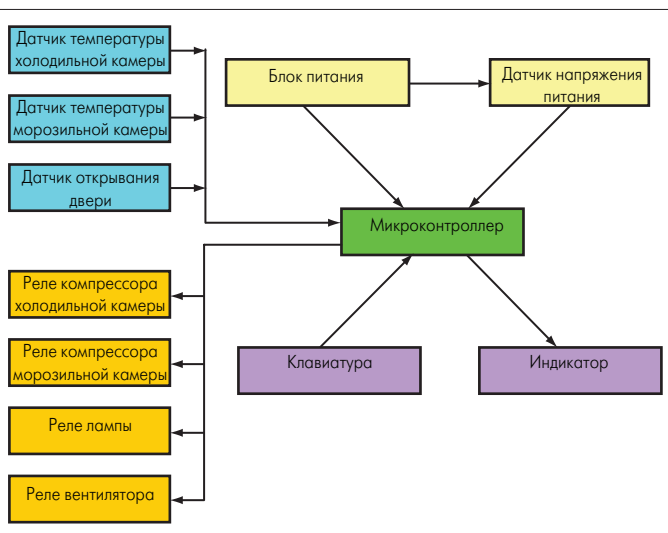 Датчик температуры
холодильной камеры
Датчик температуры
морозильной камеры
Датчик открывания
двери
Блок питания
Датчик напряжения
питания
Микроконтроллер
Реле компрессора
холодильной камеры
Реле компрессора
морозильной камеры
Реле лампы
Реле вентилятора
Клавиатура
Индикатор